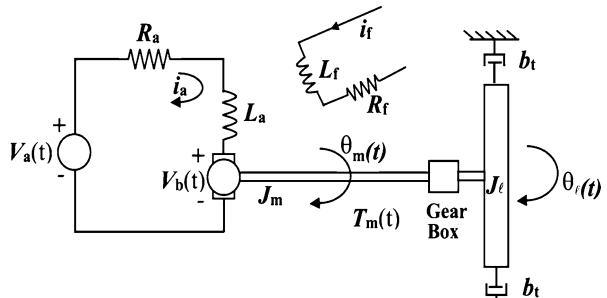 Ra
ia
La
+
Va(t)
-
+
Vb(t)
-
Jm
if
Lf
Rf
θm(t)
Tm(t)
Gear
Box
bt
Jℓ
θℓ(t)
bt